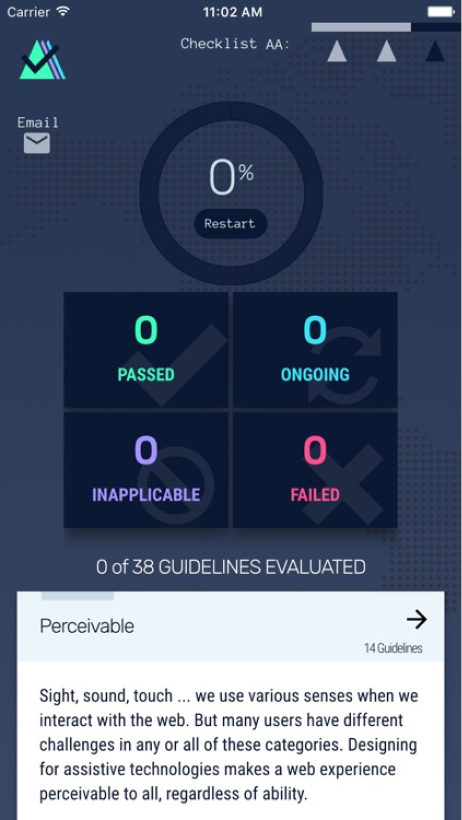 Carrier 11:02 AM
Checklist AA:
Email
0%
Restart
0 0
PASSED ONGOING
0 0
INAPPLICABLE FAILED
0 of 38 GUIDELINES EVALUATED
Perceivable
14 Guidelines
Sight, sound, touch ... we use various senses when we
interact with the web. But many users have different
challenges in any or all of these categories. Designing
for assistive technologies makes a web experience
perceivable to all, regardless of ability.